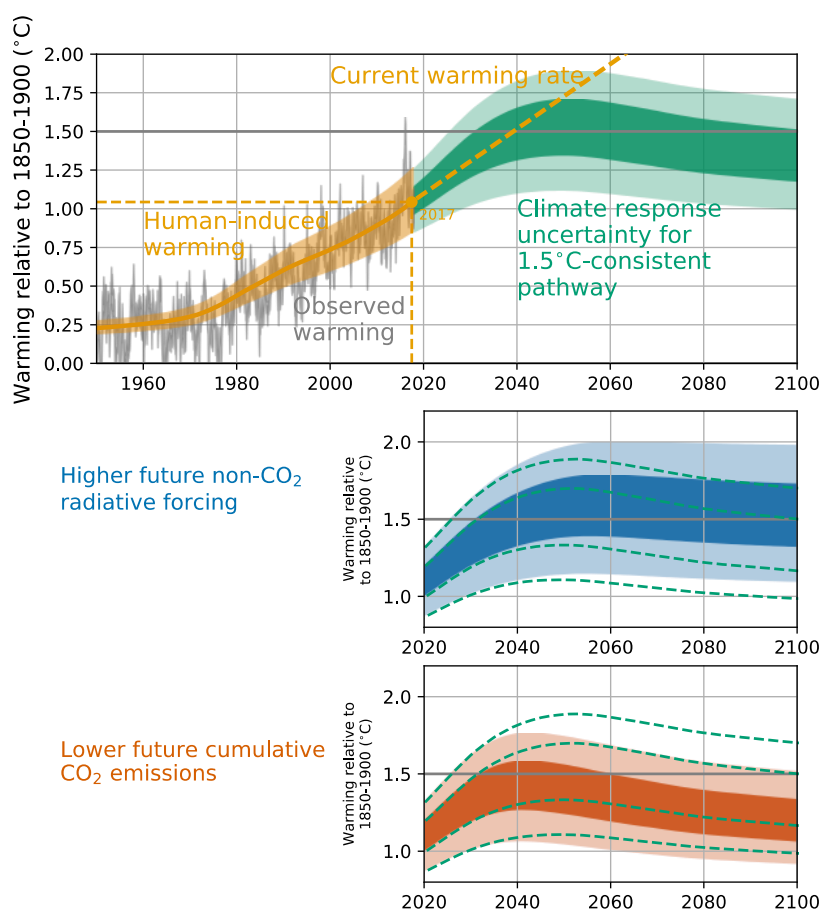 Warming relative to 1850-1900 (°C)
2.00
1.75
1.50
1.25
1.00
0.75
0.50
0.25
0.00
Current warming rate
2017
Human-induced
warming
Observed
warming
Climate response
uncertainty for
1.5°C-consistent
pathway
1960
1980
2000
2020
2040
2060
2080
2100
Higher future non-CO₂
radiative forcing
Warming relative
to 1850-1900 (°C)
2.0
1.5
1.0
2020
2040
2060
2080
2100
Lower future cumulative
CO₂ emissions
Warming relative to
1850-1900 (°C)
2.0
1.5
1.0
2020
2040
2060
2080
2100